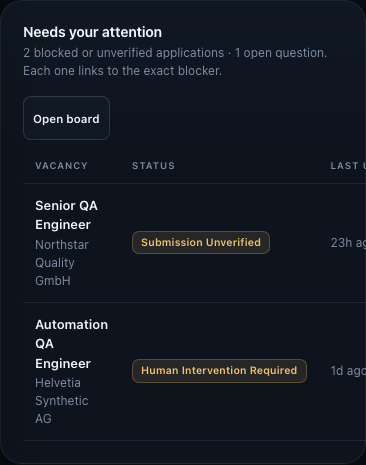 Needs your attention
2 blocked or unverified applications · 1 open question.
Each one links to the exact blocker.
Open board
VACANCY STATUS LAST
Senior QA
Engineer
Northstar
Quality
GmbH
Submission Unverified
23h
Automation
QA
Engineer
Helvetia
Synthetic
AG
Human Intervention Required
1d